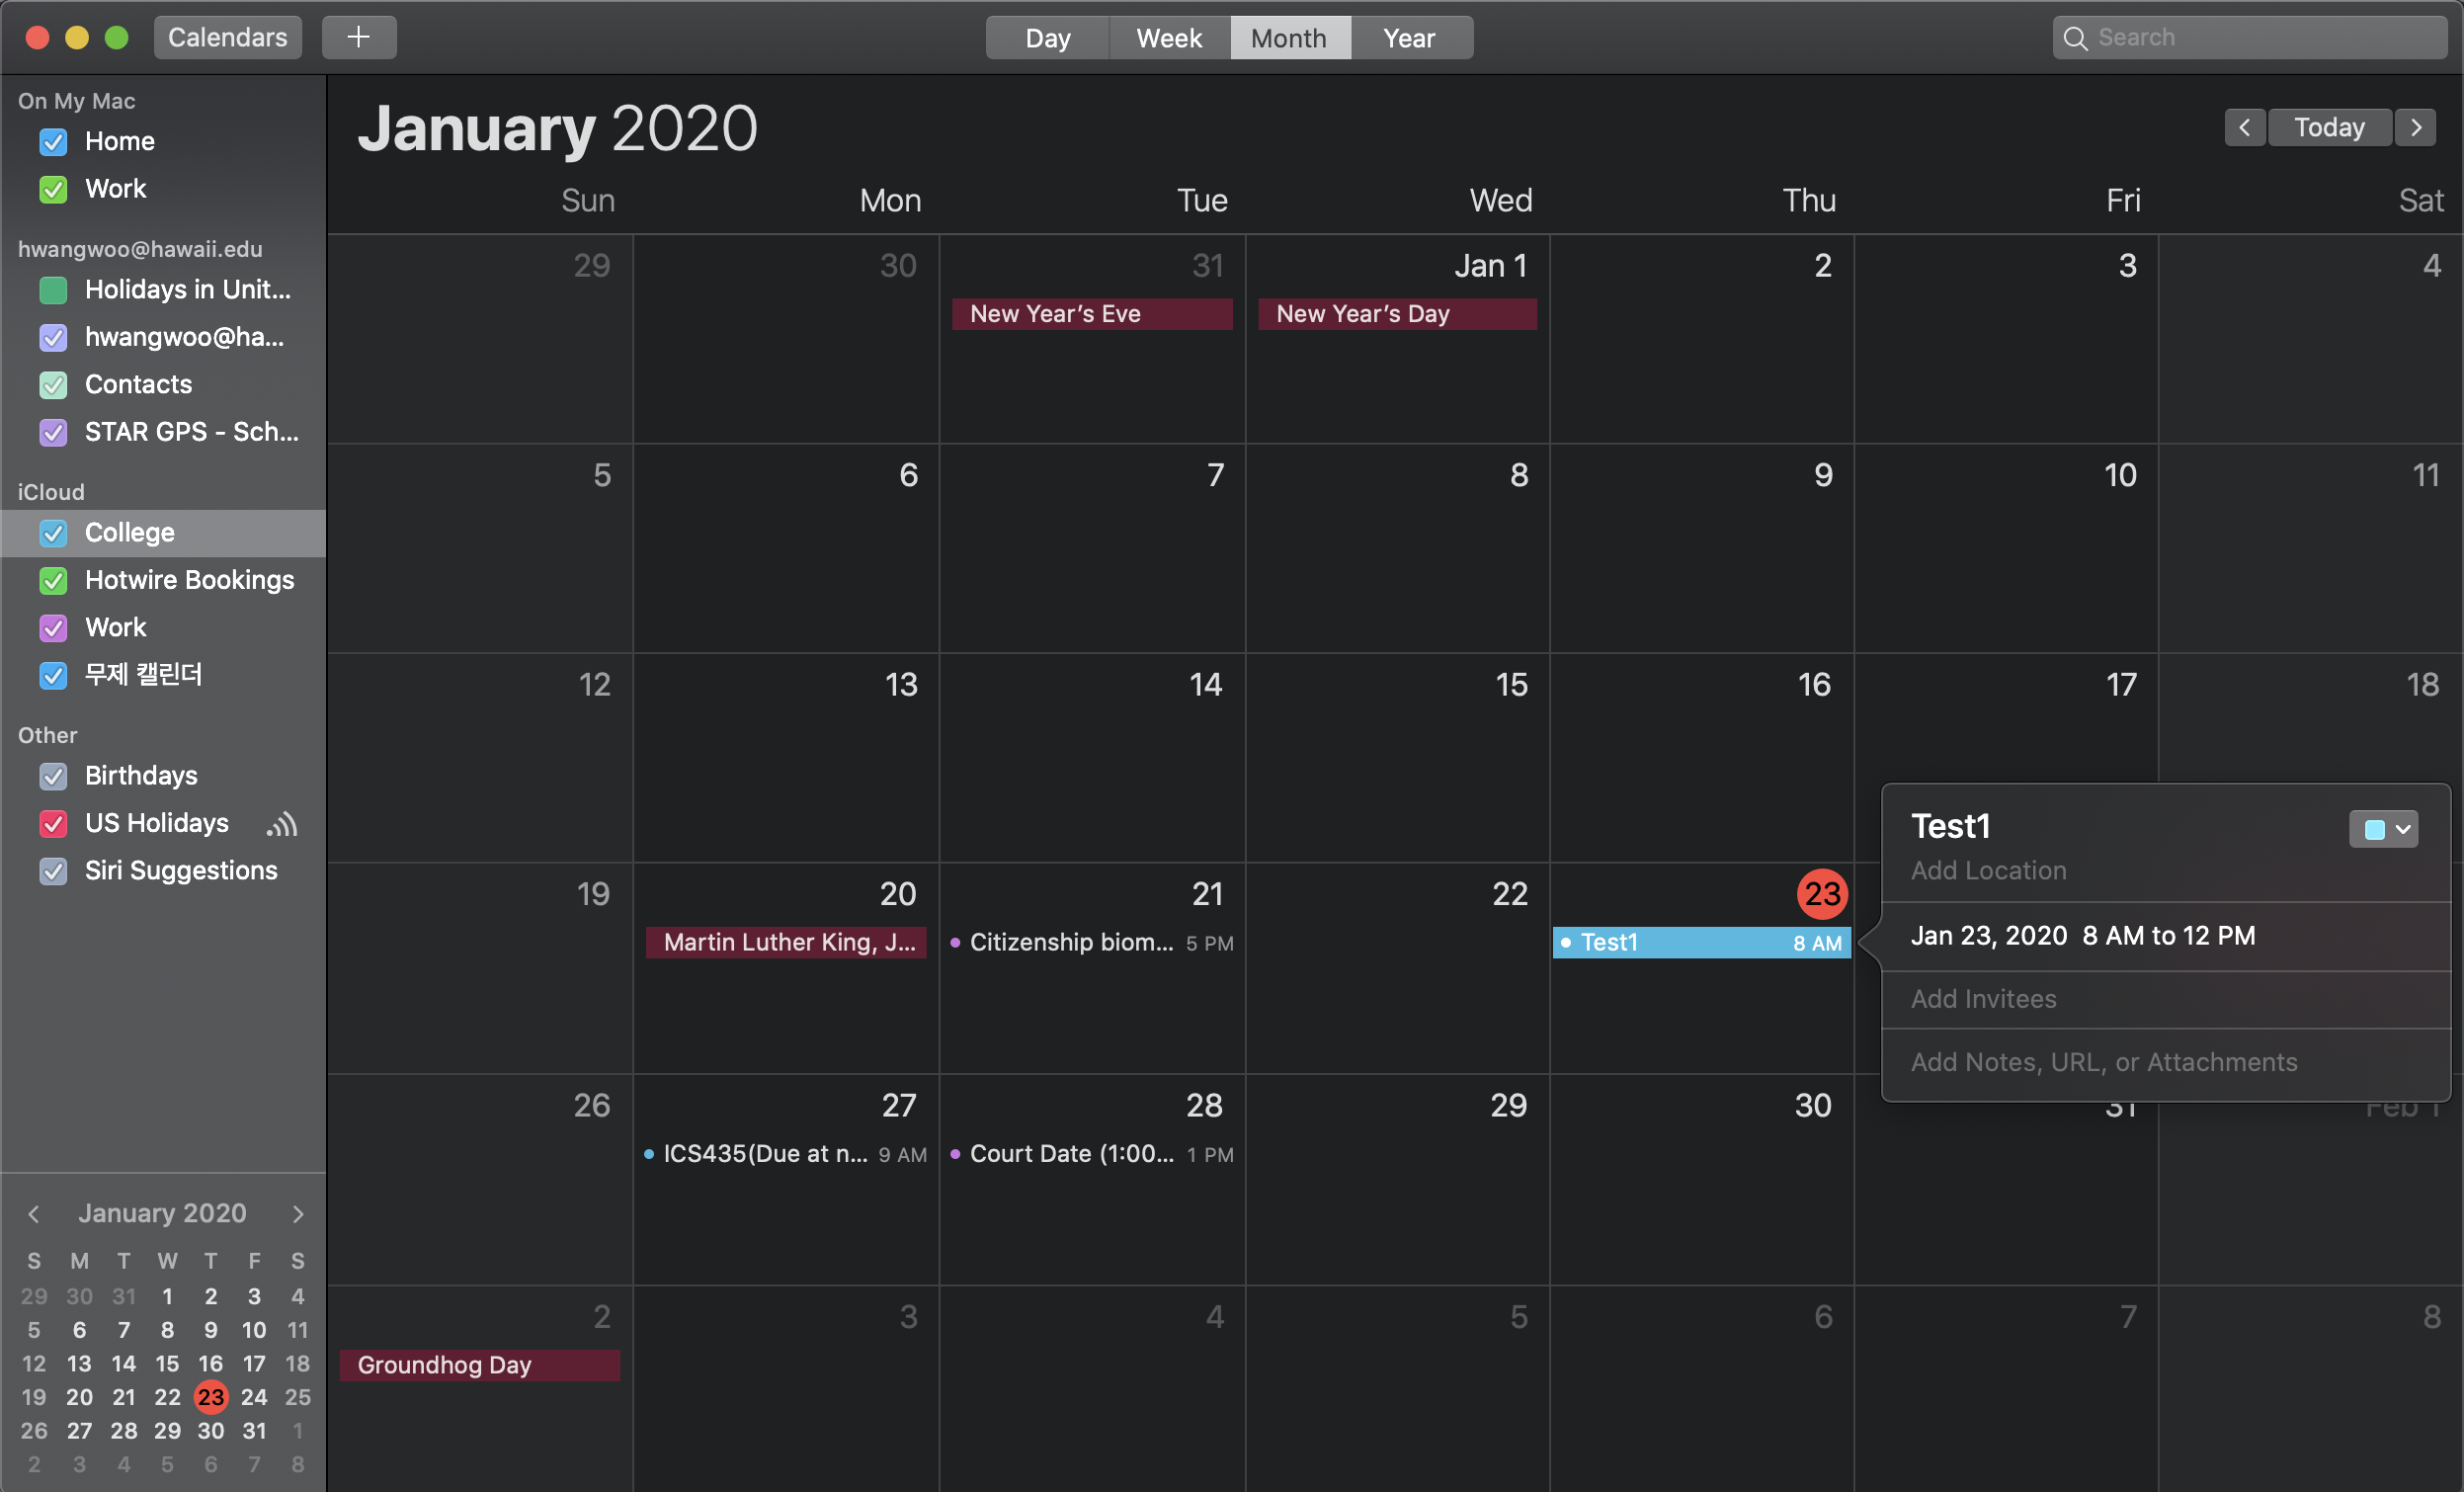 Calendars
+
Day Week Month Year
Search
On My Mac
Home
Work
hwangwoo@hawaii.edu
Holidays in Unit...
hwangwoo@ha...
Contacts
STAR GPS - Sch...
iCloud
College
Hotwire Bookings
Work
무제 캘린더
Other
Birthdays
US Holidays
Siri Suggestions
January 2020
S M T W T F S
29 30 31 1 2 3 4
5 6 7 8 9 10 11
12 13 14 15 16 17 18
19 20 21 22 23 24 25
26 27 28 29 30 31 1
2 3 4 5 6 7 8
January 2020
Today
Sun Mon Tue Wed Thu Fri Sat
29 30 31 Jan 1 2 3 4
New Year's Eve New Year's Day
5 6 7 8 9 10 11
12 13 14 15 16 17 18
19 20 21 22 23
Martin Luther King, J... Citizenship biom... 5 PM Test1 8 AM
26 27 28 29 30 31 Feb 1
ICS435(Due at n... 9 AM Court Date (1:00... 1 PM
2 3 4 5 6 7 8
Groundhog Day
Test1
Add Location
Jan 23, 2020 8 AM to 12 PM
Add Invitees
Add Notes, URL, or Attachments